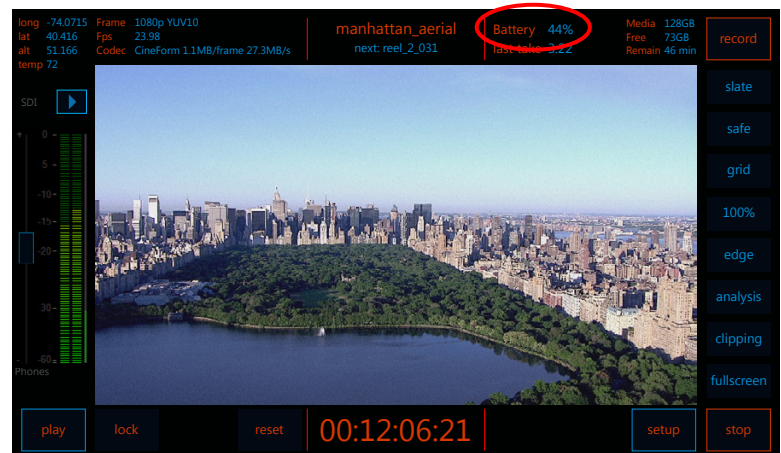 long -74.0715
lat 40.416
alt 51.166
temp 72
Frame 1080p YUV10
Fps 23.98
Codec CineForm 1.1MB/frame 27.3MB/s
manhattan_aerial
next: reel_2_031
Battery 44%
last take 3:22
Media 128GB
Free 73GB
Remain 46 min
record
SDI
0
-5
-10
-15
-20
-30
-60
Phones
slate
safe
grid
100%
edge
analysis
clipping
fullscreen
play
lock
reset
00:12:06:21
setup
stop